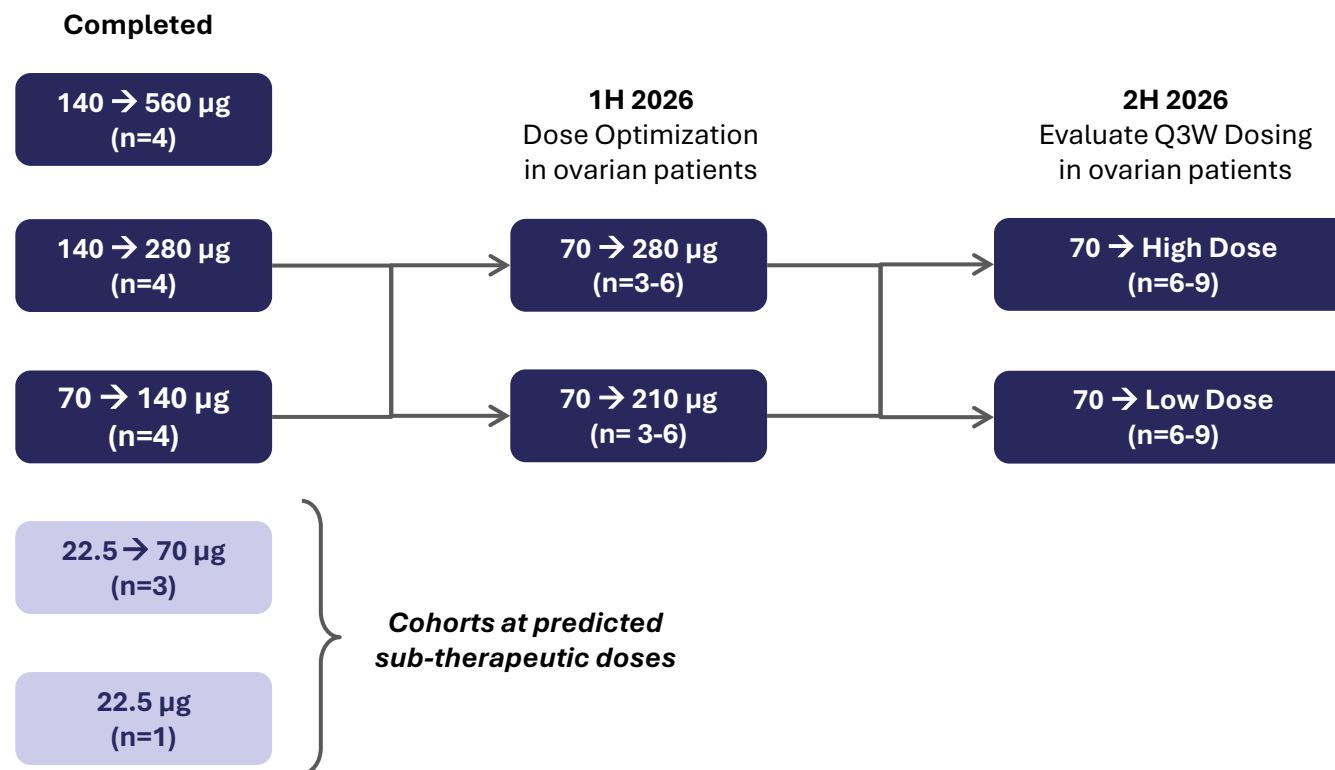 Completed
140 → 560 µg
(n=4)
140 → 280 µg
(n=4)
70 → 140 µg
(n=4)
22.5 → 70 µg
(n=3)
22.5 µg
(n=1)
Cohorts at predicted
sub-therapeutic doses
1H 2026
Dose Optimization
in ovarian patients
70 → 280 µg
(n=3-6)
70 → 210 µg
(n= 3-6)
2H 2026
Evaluate Q3W Dosing
in ovarian patients
70 → High Dose
(n=6-9)
70 → Low Dose
(n=6-9)